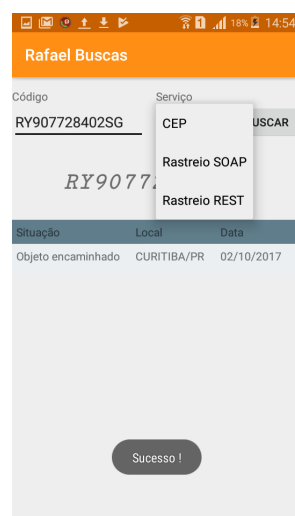 18% 14:54
Rafael Buscas
Código Serviço
RY907728402SG
CEP
USCAR
Rastreio SOAP
RY9077
Rastreio REST
Situação Local Data
Objeto encaminhado CURITIBA/PR 02/10/2017
Sucesso !